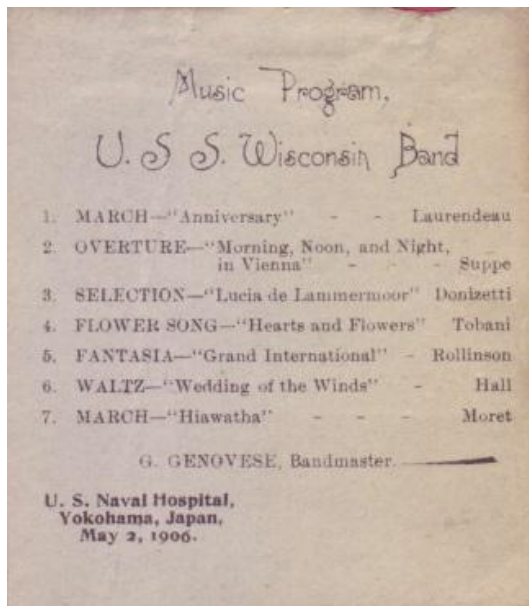 Music Program,
U. S S. Wisconsin Band
1. MARCH—"Anniversary" - - Laurendeau
2. OVERTURE—"Morning, Noon, and Night,
in Vienna" - - - Suppe
3. SELECTION—"Lucia de Lammermoor" Donizetti
4. FLOWER SONG—"Hearts and Flowers" Tobani
5. FANTASIA—"Grand International" - Rollinson
6. WALTZ—"Wedding of the Winds" - Hall
7. MARCH—"Hiawatha" - - - Moret
G. GENOVESE, Bandmaster.
U. S. Naval Hospital,
Yokohama, Japan,
May 2, 1906.